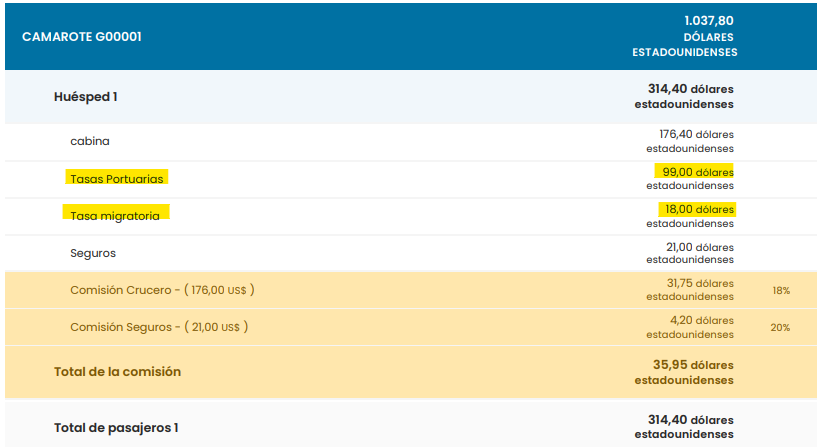 CAMAROTE G00001
1.037,80
DÓLARES
ESTADOUNIDENSES
Huésped 1
314,40 dólares
estadounidenses
cabina
176,40 dólares
estadounidenses
Tasas Portuarias
99,00 dólares
estadounidenses
Tasa migratoria
18,00 dólares
estadounidenses
Seguros
21,00 dólares
estadounidenses
Comisión Crucero - ( 176,00 US$ )
31,75 dólares
estadounidenses
18%
Comisión Seguros - ( 21,00 US$ )
4,20 dólares
estadounidenses
20%
Total de la comisión
35,95 dólares
estadounidenses
Total de pasajeros 1
314,40 dólares
estadounidenses